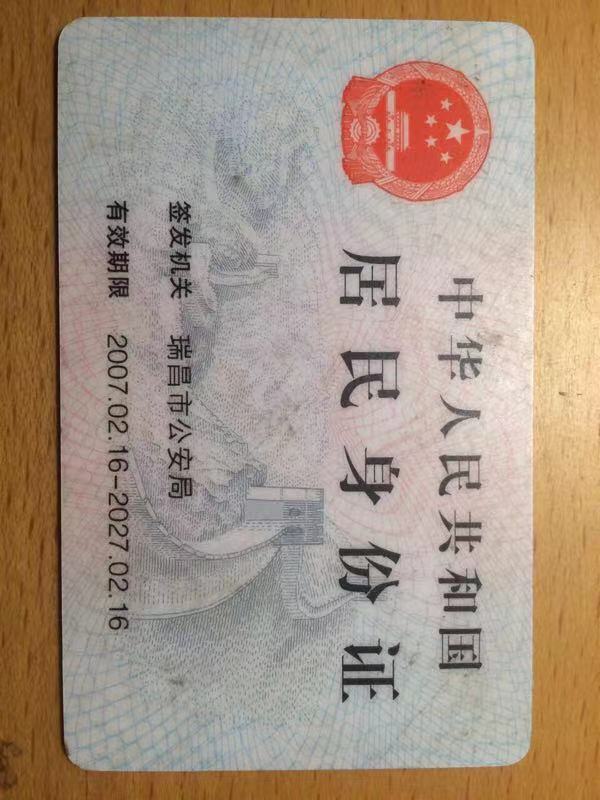 中华人民共和国
居民身份证
签发机关 瑞昌市公安局
有效期限 2007.02.16-2027.02.16